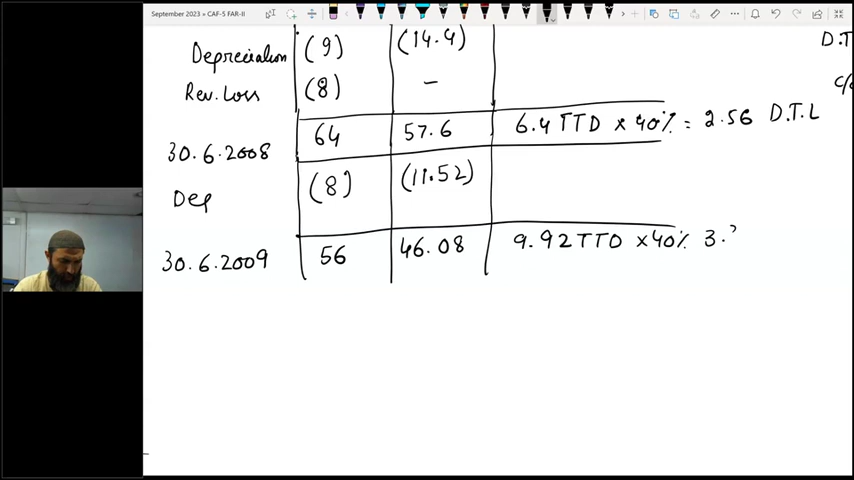 September 2023 » CAF-5 FAR-II
Depreciation (9) (14.4) D.T
Rev. Loss (8) -
30.6.2008 64 57.6 6.4 TTD x 40% = 2.56 D.T.L
Dep (8) (11.52)
30.6.2009 56 46.08 9.92 TTD x 40% 3.